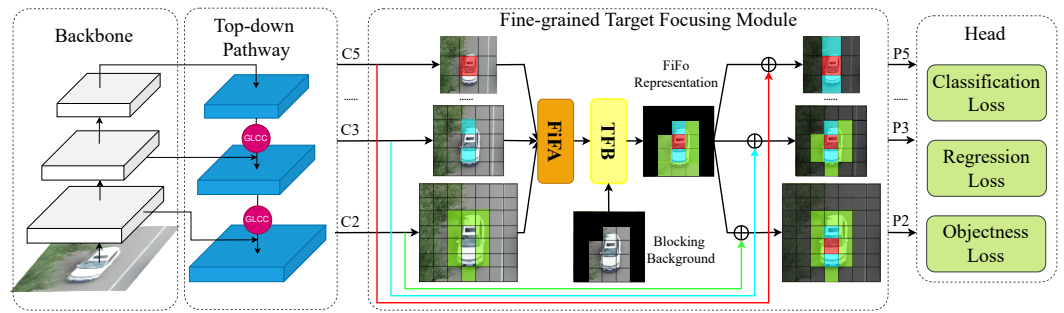 Backbone
Top-down
Pathway
GLCC
GLCC
C5
......
C3
C2
Fine-grained Target Focusing Module
......
FiFA
TFB
FiFo
Representation
Blocking
Background
......
P5
......
P3
P2
Head
Classification
Loss
Regression
Loss
Objectness
Loss